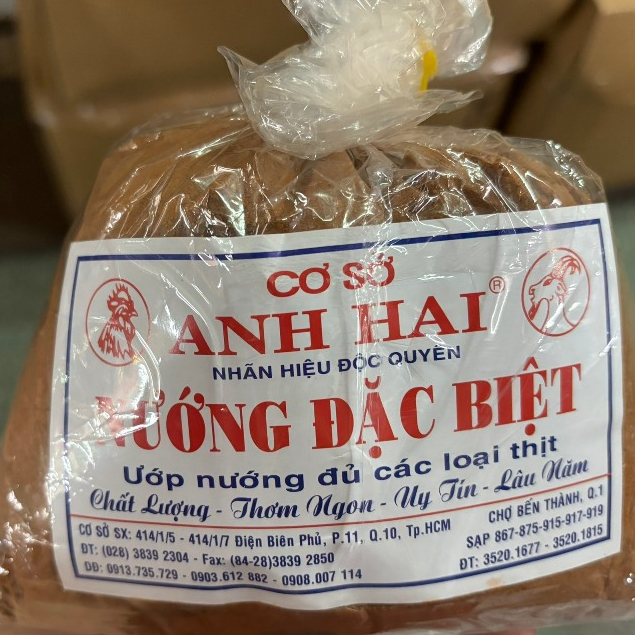 CƠ SỞ
ANH HAI®
NHÃN HIỆU ĐỘC QUYỀN
NƯỚNG ĐẶC BIỆT
Ướp nướng đủ các loại thịt
Chất Lượng - Thơm Ngon - Uy Tín - Lâu Năm
CƠ SỞ SX: 414/1/5 - 414/1/7 Điện Biên Phủ, P.11, Q.10, Tp.HCM
ĐT: (028) 3839 2304 - Fax: (84-28)3839 2850
DĐ: 0913.735.729 - 0903.612 882 - 0908.007 114
CHỢ BẾN THÀNH, Q.1
SẠP 867-875-915-917-919
ĐT: 3520.1677 - 3520.1815